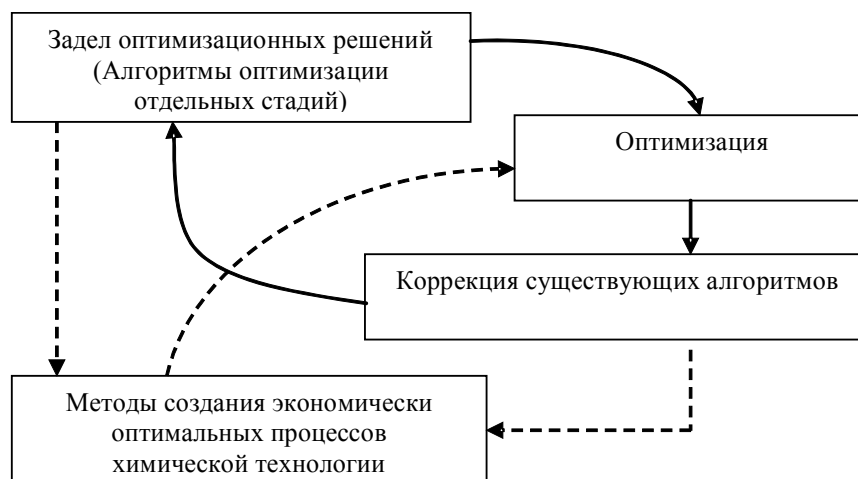 Задел оптимизационных решений
(Алгоритмы оптимизации
отдельных стадий)
Оптимизация
Коррекция существующих алгоритмов
Методы создания экономически
оптимальных процессов
химической технологии